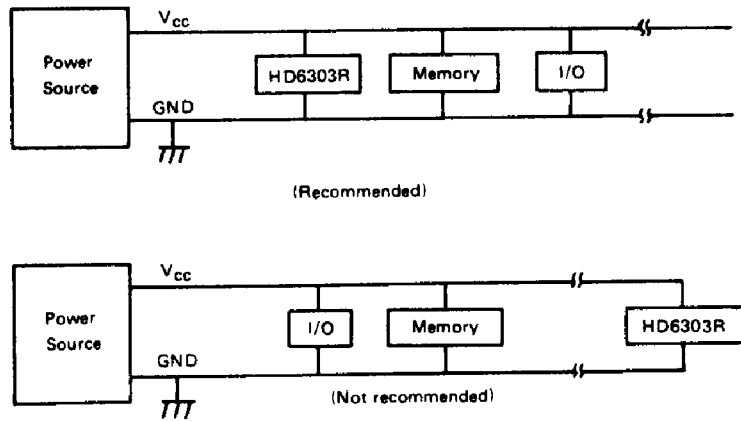 Vcc
Power
Source
HD6303R
Memory
I/O
GND
(Recommended)
Vcc
Power
Source
I/O
Memory
HD6303R
GND
(Not recommended)